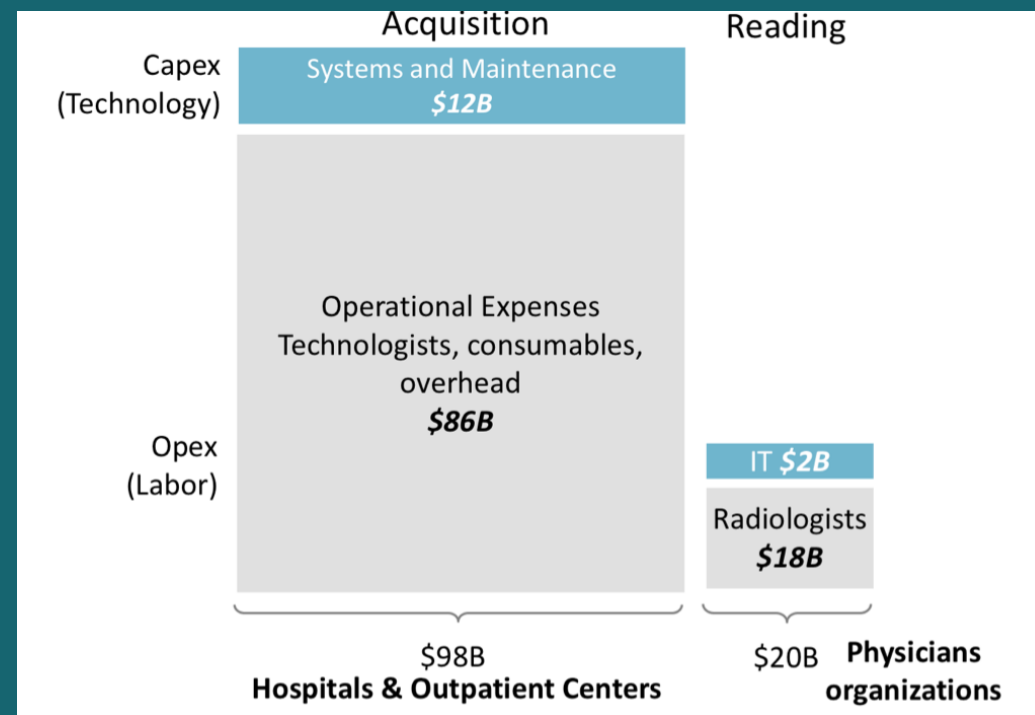 Acquisition
Reading
Capex
(Technology)
Systems and Maintenance
$12B
Operational Expenses
Technologists, consumables,
overhead
$86B
Opex
(Labor)
IT $2B
Radiologists
$18B
$98B
Hospitals & Outpatient Centers
$20B
Physicians
organizations